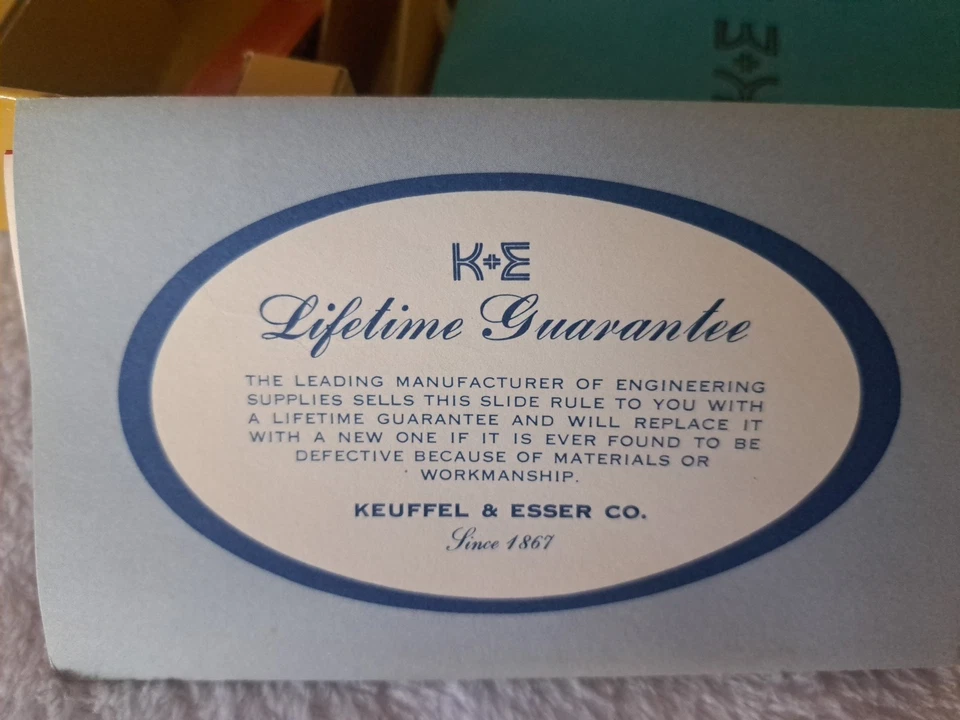 K+E
K+E
Lifetime Guarantee
THE LEADING MANUFACTURER OF ENGINEERING
SUPPLIES SELLS THIS SLIDE RULE TO YOU WITH
A LIFETIME GUARANTEE AND WILL REPLACE IT
WITH A NEW ONE IF IT IS EVER FOUND TO BE
DEFECTIVE BECAUSE OF MATERIALS OR
WORKMANSHIP.
KEUFFEL & ESSER CO.
Since 1867